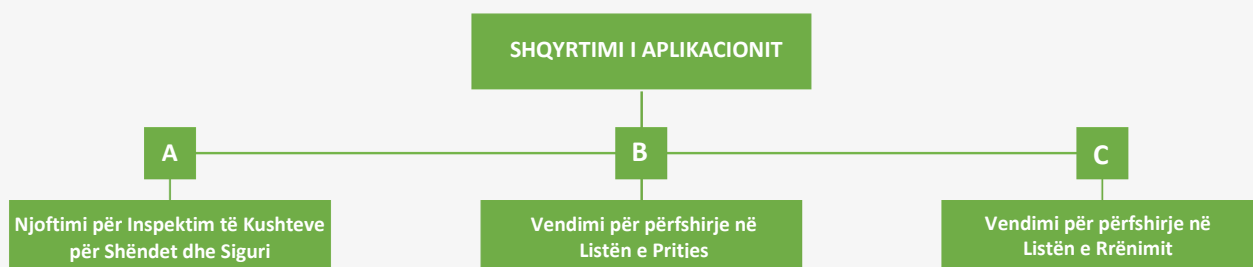 SHQYRTIMI I APLIKACIONIT
A
B
C
Njoftimi për Inspektim të Kushteve
për Shëndet dhe Siguri
Vendimi për përfshirje në
Listën e Pritjes
Vendimi për përfshirje në
Listën e Rrënimit